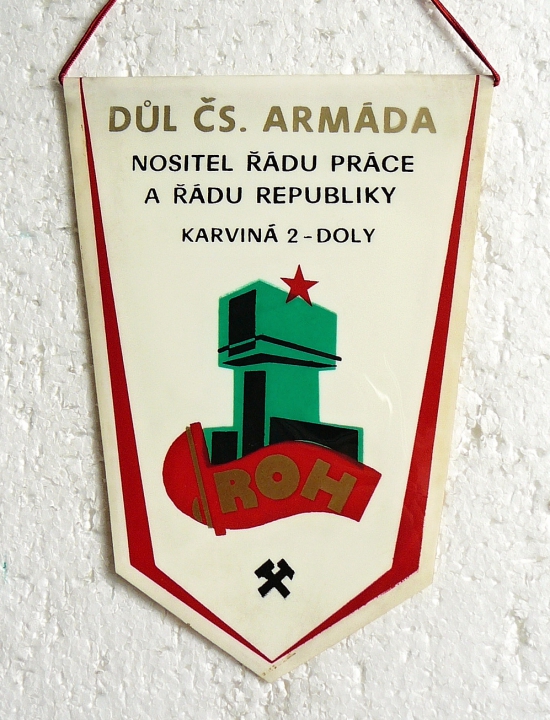 DŮL ČS. ARMÁDA
NOSITEL ŘÁDU PRÁCE
A ŘÁDU REPUBLIKY
KARVINÁ 2-DOLY
ROH